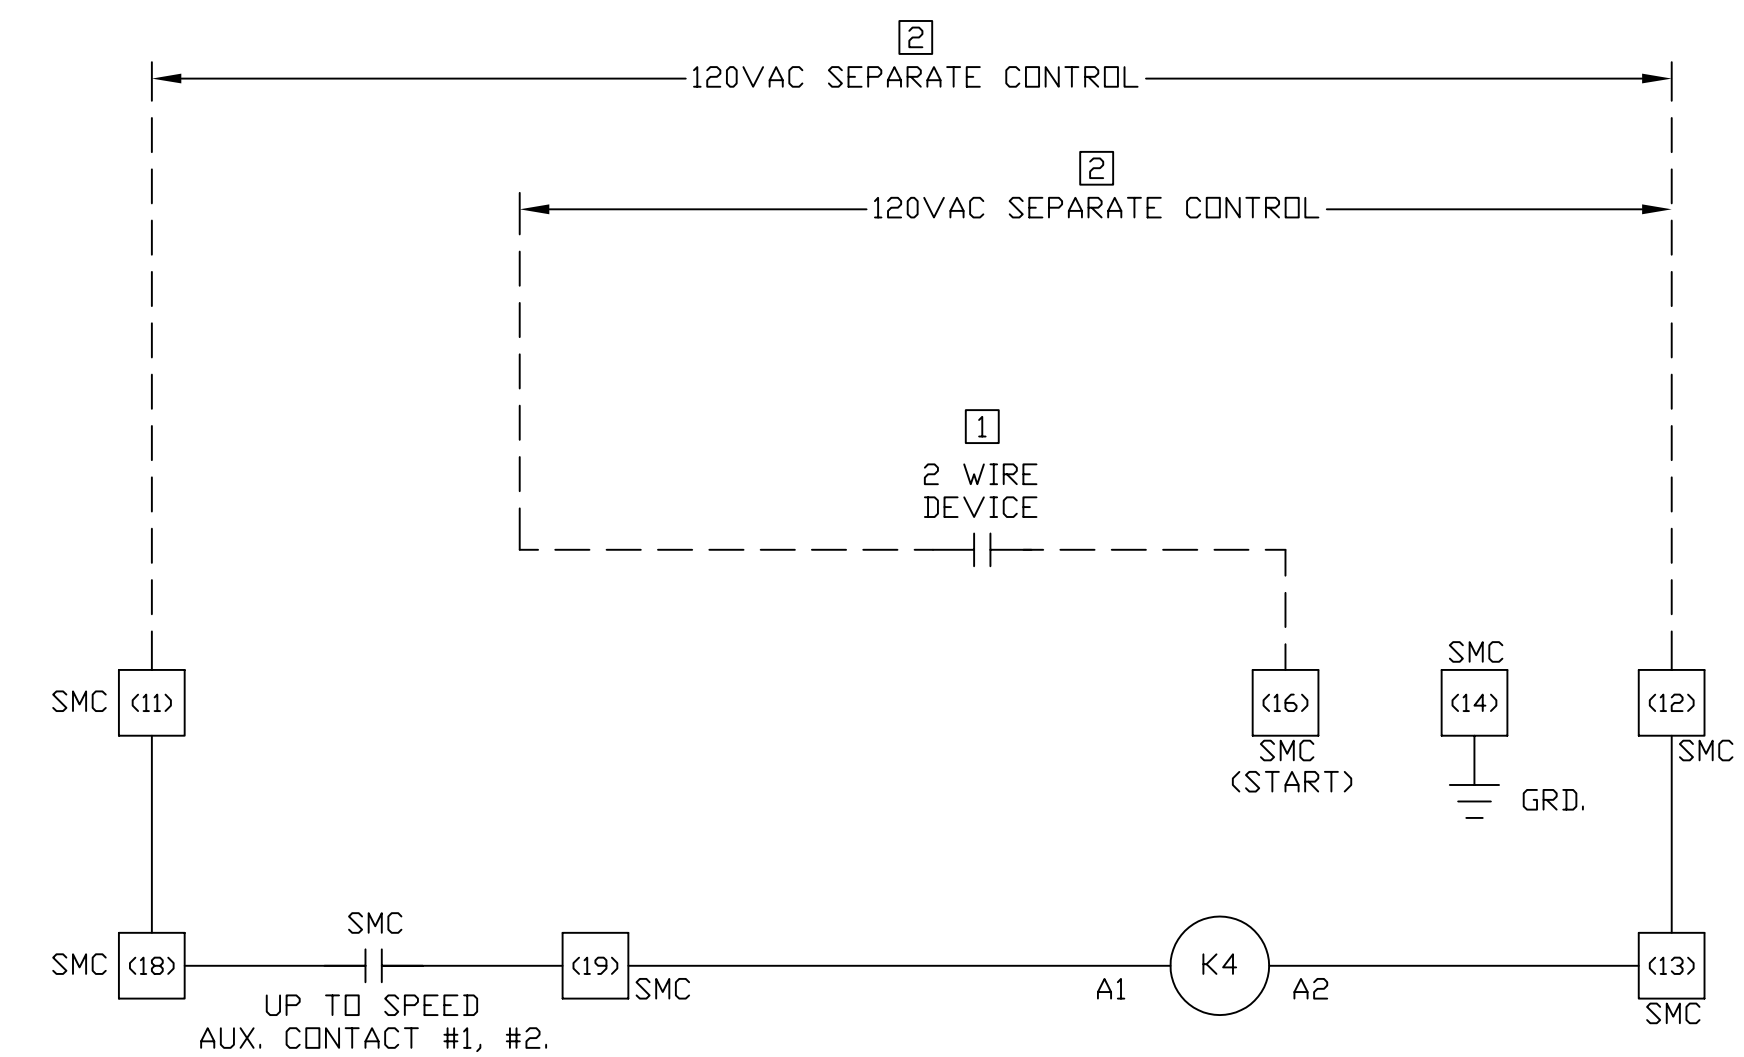 2
120VAC SEPARATE CONTROL
2
120VAC SEPARATE CONTROL
1
2 WIRE
DEVICE
SMC
SMC (11)
(16)
(14)
(12)
SMC
(START)
SMC
GRD.
SMC
SMC (18)
(19)
K4
(13)
SMC
A1
A2
UP TO SPEED
SMC
AUX. CONTACT #1, #2.